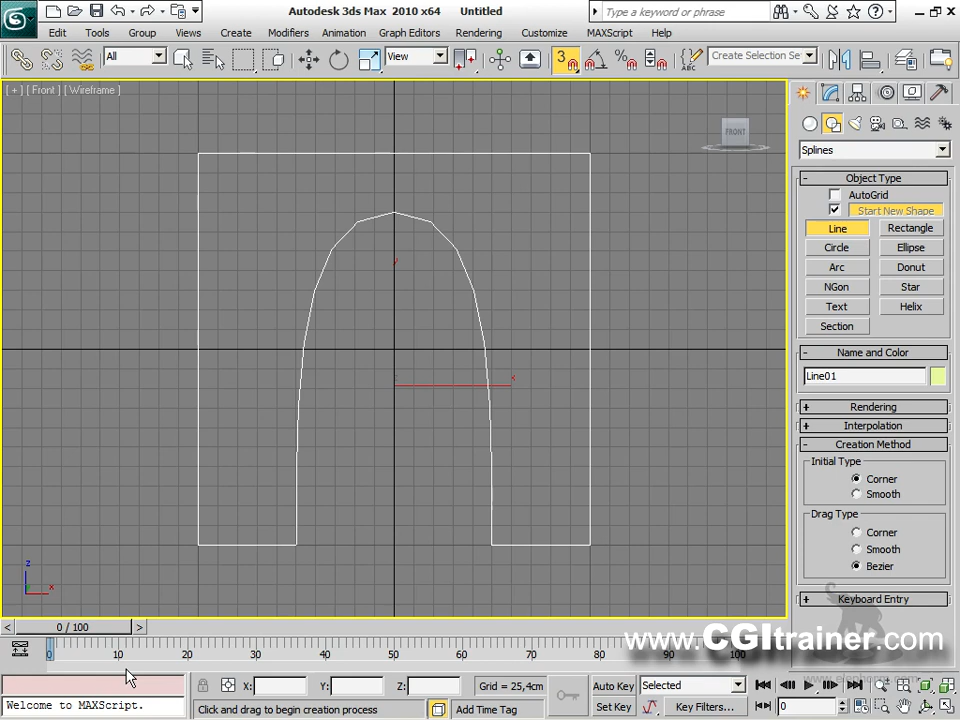 Autodesk 3ds Max 2010 x64 Untitled
Type a keyword or phrase
Edit Tools Group Views Create Modifiers Animation Graph Editors Rendering Customize MAXScript Help
All View 3 ABC Create Selection Se
[ + ] [ Front ] [ Wireframe ]
FRONT
Splines
- Object Type
AutoGrid
Start New Shape
Line Rectangle
Circle Ellipse
Arc Donut
NGon Star
Text Helix
Section
- Name and Color
Line01
+ Rendering
+ Interpolation
- Creation Method
Initial Type
Corner
Smooth
Drag Type
Corner
Smooth
Bezier
+ Keyboard Entry
y
x
z
x
< 0 / 100 >
0 10 20 30 40 50 60 70 80 90 100
www.CGItrainer.com
X: Y: Z: Grid = 25,4cm Auto Key Selected
Welcome to MAXScript. Click and drag to begin creation process Add Time Tag Set Key Key Filters... 0